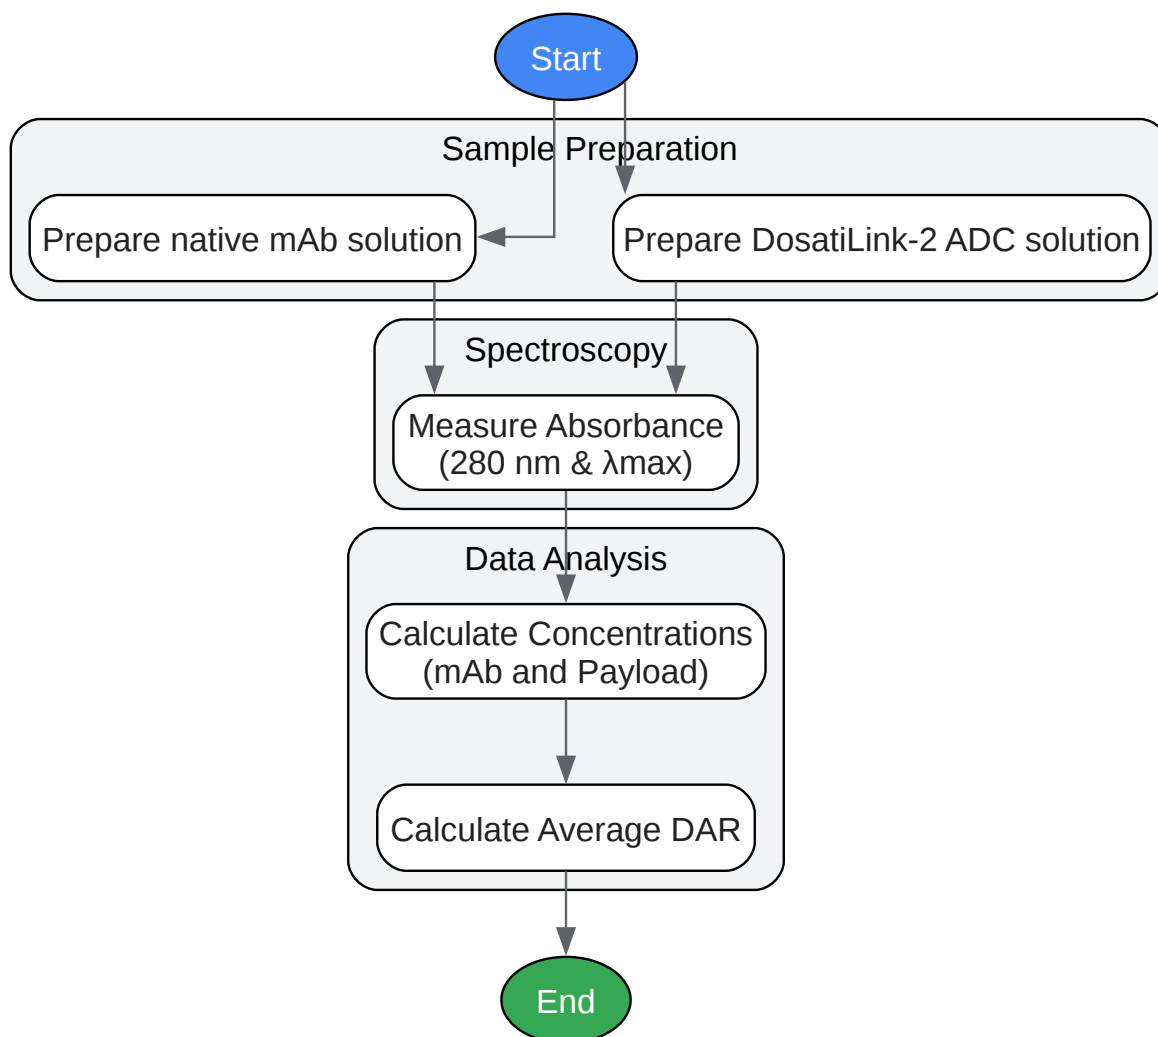 Start
Sample Preparation
Prepare native mAb solution
Prepare DosatiLink-2 ADC solution
Spectroscopy
Measure Absorbance
(280 nm & λmax)
Data Analysis
Calculate Concentrations
(mAb and Payload)
Calculate Average DAR
End